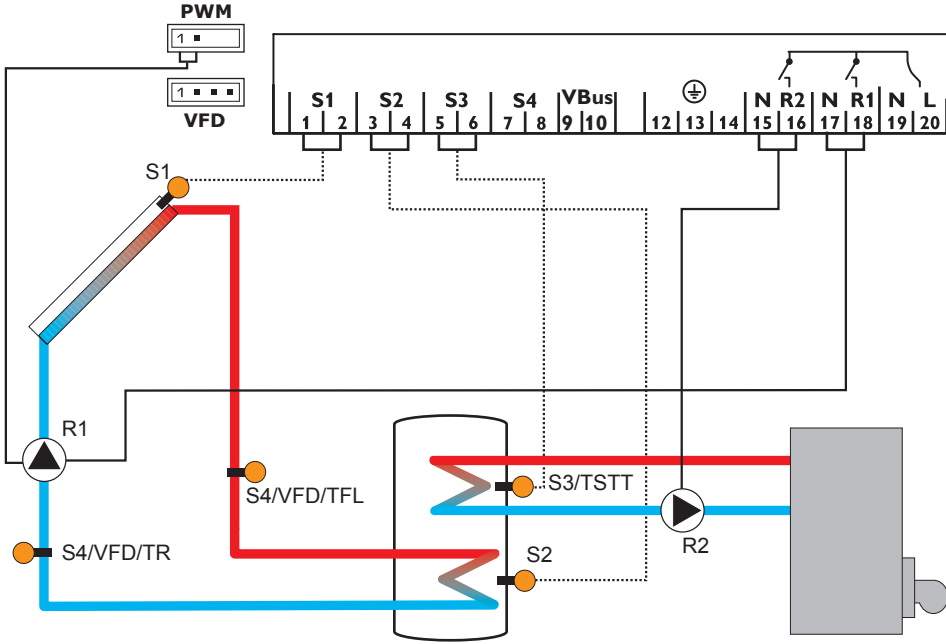 PWM
1
1
VFD
S1 S2 S3 S4 VBus N R2 N R1 N L
1 2 3 4 5 6 7 8 9 10 12 13 14 15 16 17 18 19 20
S1
R1
S4/VFD/TFL
S3/TSTT
R2
S4/VFD/TR
S2